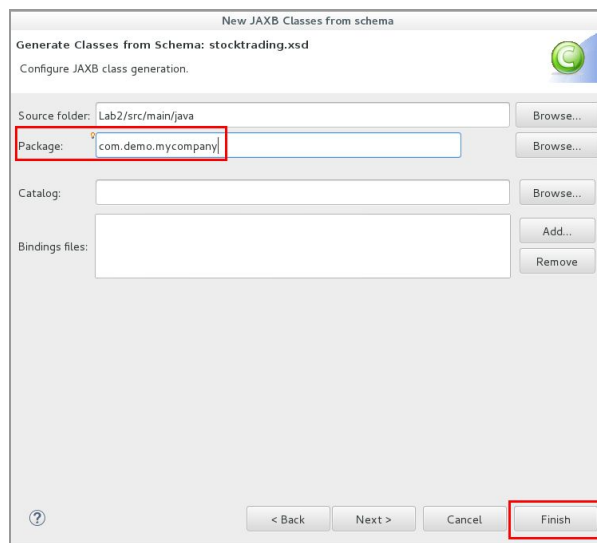 New JAXB Classes from schema
Generate Classes from Schema: stocktrading.xsd
Configure JAXB class generation.
Source folder: Lab2/src/main/java Browse...
Package: com.demo.mycompany Browse...
Catalog: Browse...
Bindings files: Add...
Remove
? < Back Next > Cancel Finish